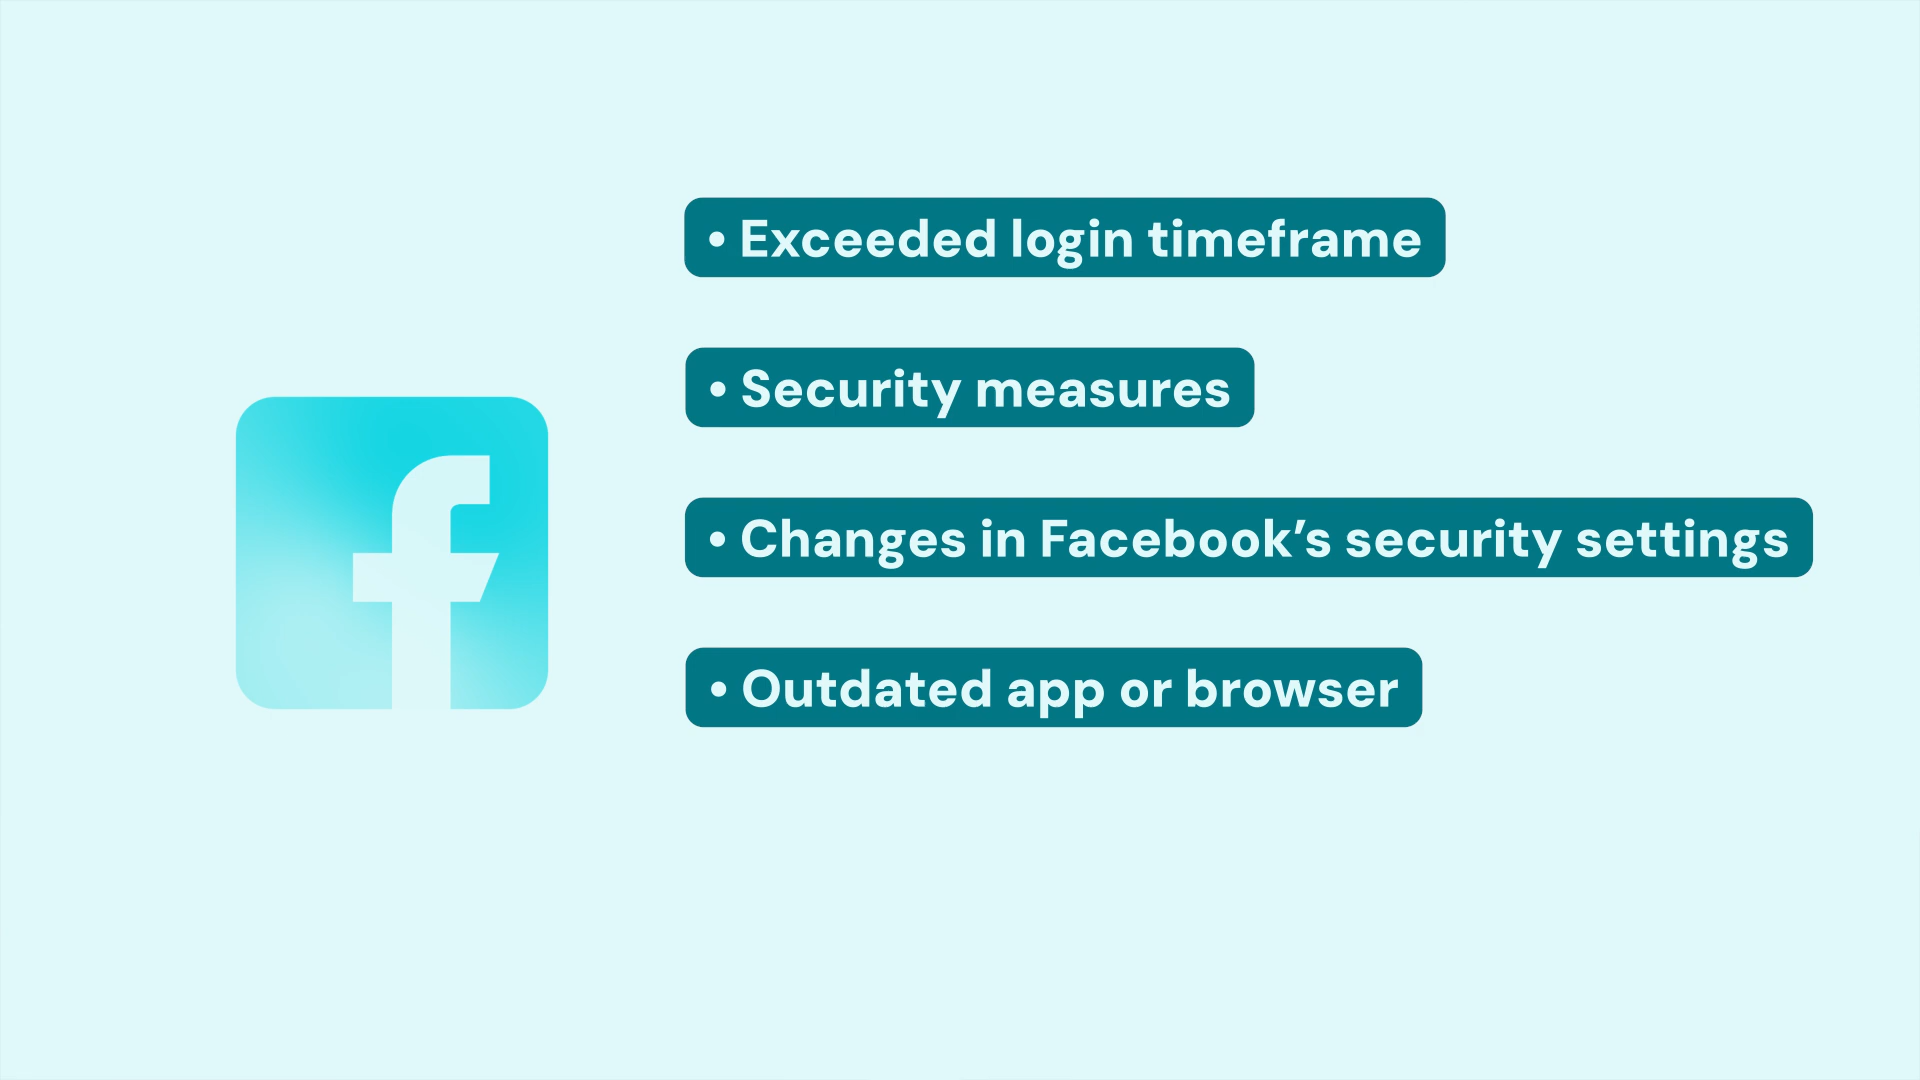 • Exceeded login timeframe
• Security measures
• Changes in Facebook’s security settings
• Outdated app or browser